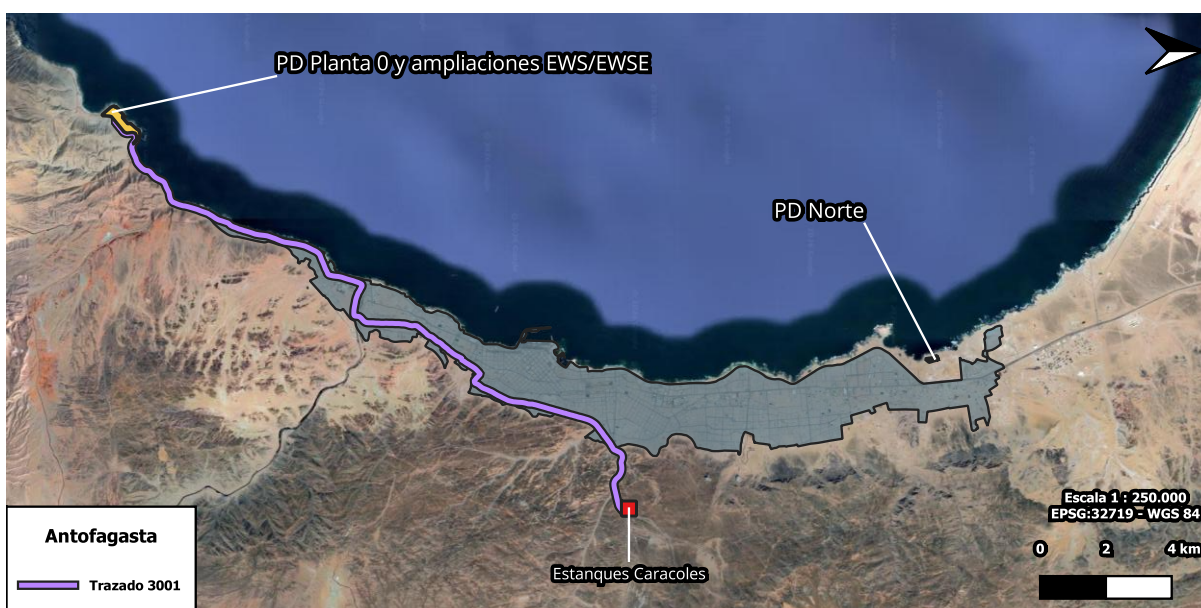 PD Planta 0 y ampliaciones EWS/EWSE
PD Norte
Estanques Caracoles
Antofagasta
Trazado 3001
Escala 1 : 250.000
EPSG:32719 - WGS 84
0 2 4 km